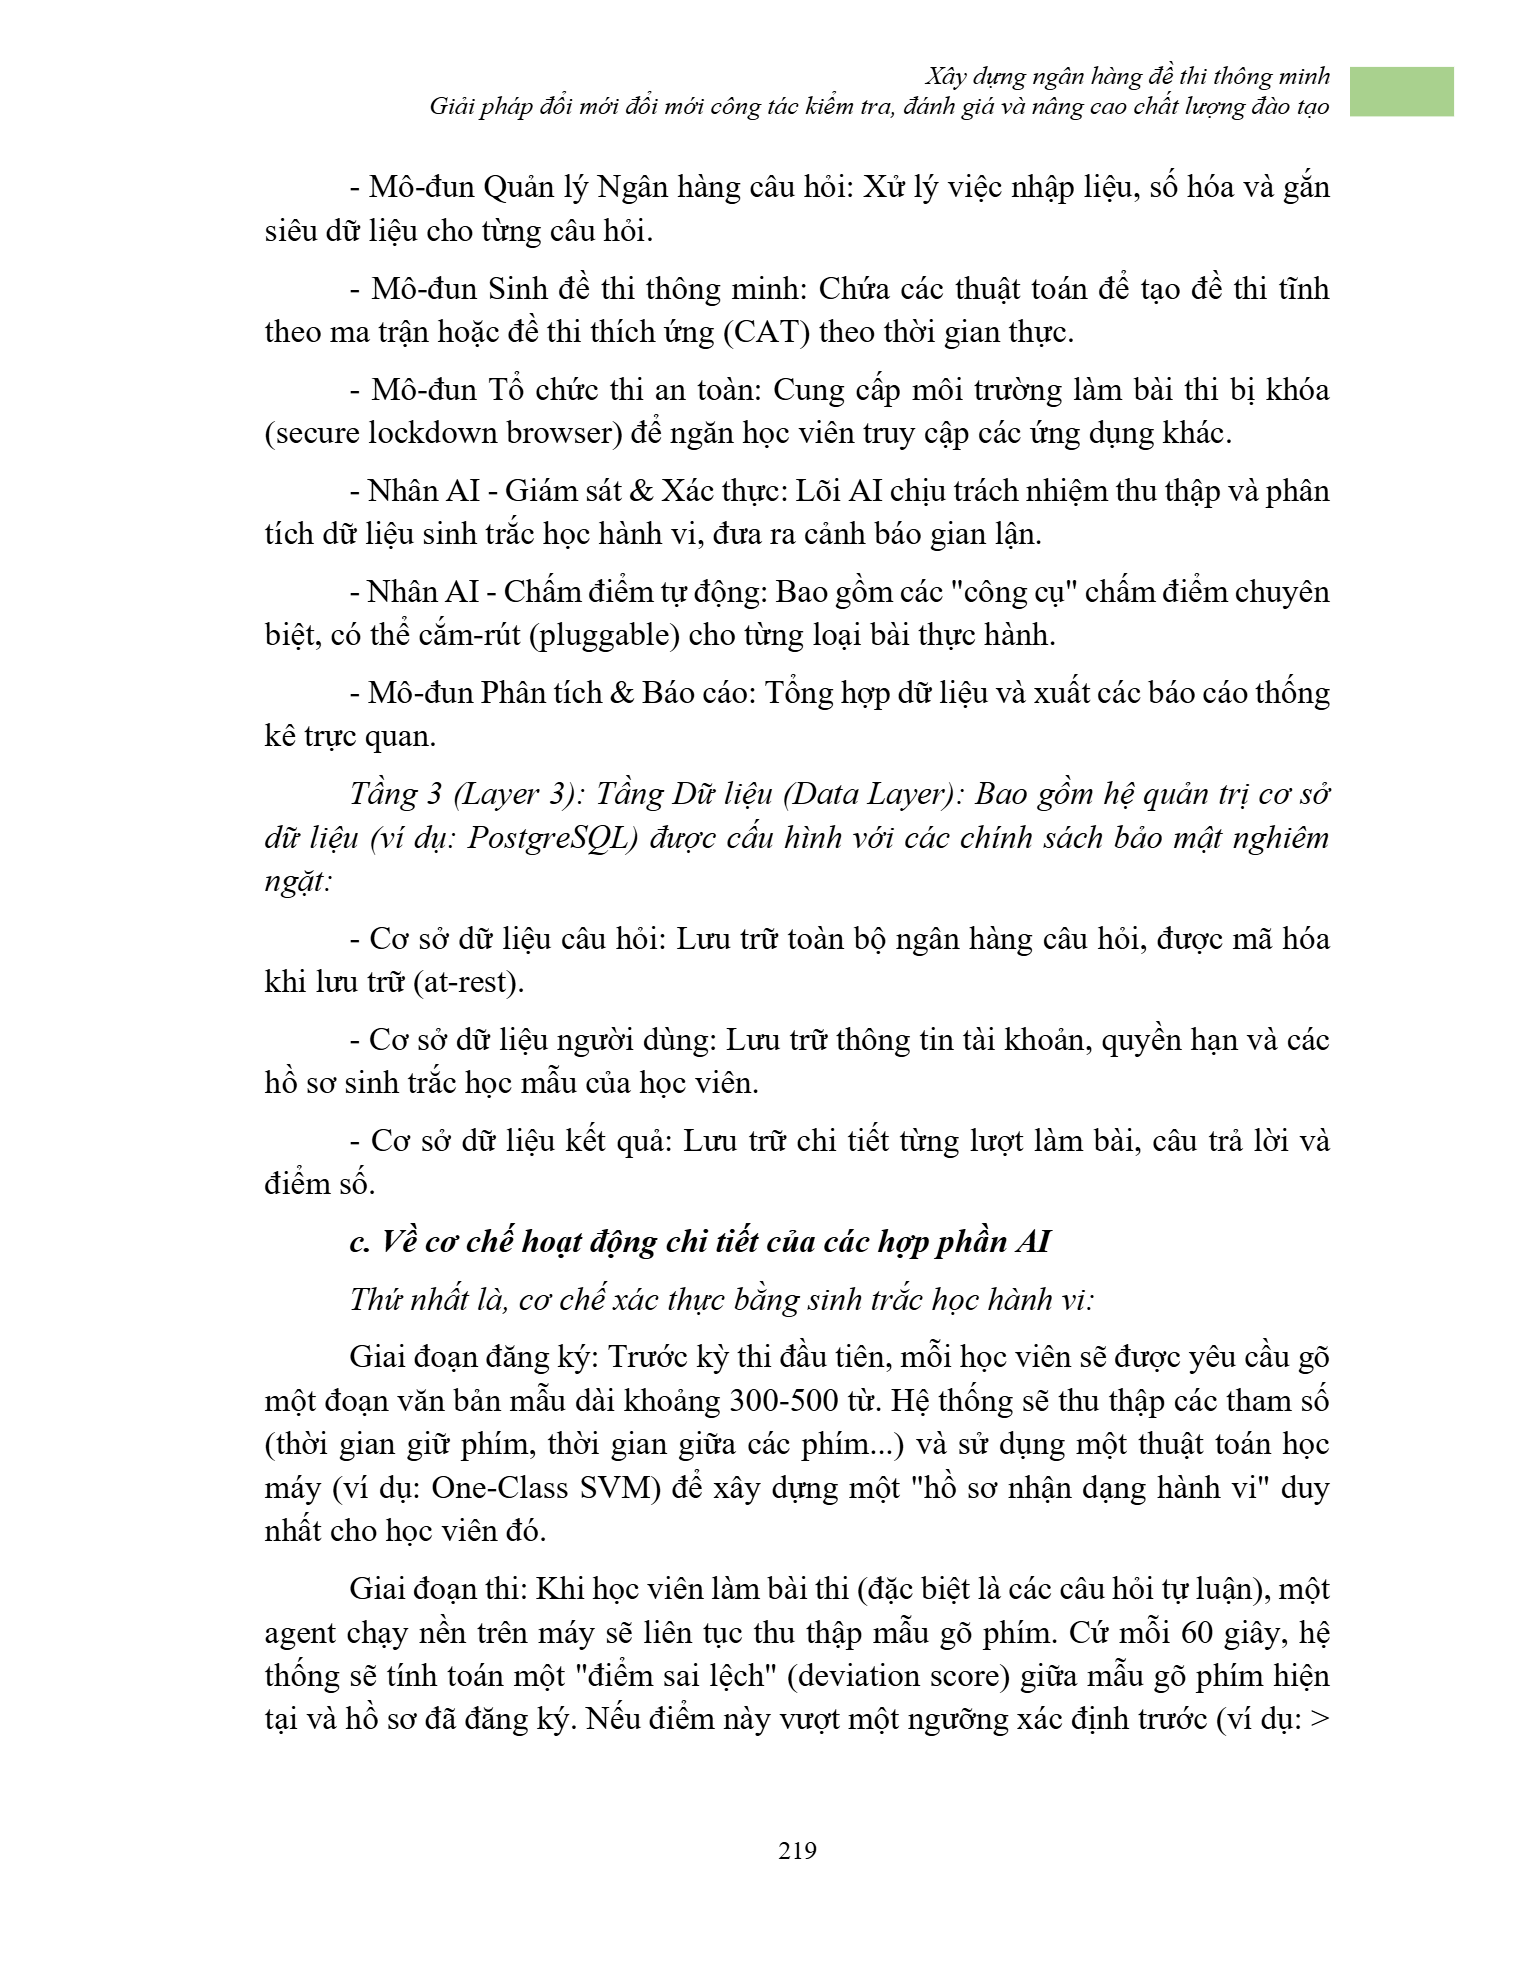 Xây dựng ngân hàng đề thi thông minh
Giải pháp đổi mới đổi mới công tác kiểm tra, đánh giá và nâng cao chất lượng đào tạo
- Mô-đun Quản lý Ngân hàng câu hỏi: Xử lý việc nhập liệu, số hóa và gắn
siêu dữ liệu cho từng câu hỏi.
- Mô-đun Sinh đề thi thông minh: Chứa các thuật toán để tạo đề thi tĩnh
theo ma trận hoặc đề thi thích ứng (CAT) theo thời gian thực.
- Mô-đun Tổ chức thi an toàn: Cung cấp môi trường làm bài thi bị khóa
(secure lockdown browser) để ngăn học viên truy cập các ứng dụng khác.
- Nhân AI - Giám sát & Xác thực: Lõi AI chịu trách nhiệm thu thập và phân
tích dữ liệu sinh trắc học hành vi, đưa ra cảnh báo gian lận.
- Nhân AI - Chấm điểm tự động: Bao gồm các "công cụ" chấm điểm chuyên
biệt, có thể cắm-rút (pluggable) cho từng loại bài thực hành.
- Mô-đun Phân tích & Báo cáo: Tổng hợp dữ liệu và xuất các báo cáo thống
kê trực quan.
Tầng 3 (Layer 3): Tầng Dữ liệu (Data Layer): Bao gồm hệ quản trị cơ sở
dữ liệu (ví dụ: PostgreSQL) được cấu hình với các chính sách bảo mật nghiêm
ngặt:
- Cơ sở dữ liệu câu hỏi: Lưu trữ toàn bộ ngân hàng câu hỏi, được mã hóa
khi lưu trữ (at-rest).
- Cơ sở dữ liệu người dùng: Lưu trữ thông tin tài khoản, quyền hạn và các
hồ sơ sinh trắc học mẫu của học viên.
- Cơ sở dữ liệu kết quả: Lưu trữ chi tiết từng lượt làm bài, câu trả lời và
điểm số.
c. Về cơ chế hoạt động chi tiết của các hợp phần AI
Thứ nhất là, cơ chế xác thực bằng sinh trắc học hành vi:
Giai đoạn đăng ký: Trước kỳ thi đầu tiên, mỗi học viên sẽ được yêu cầu gõ
một đoạn văn bản mẫu dài khoảng 300-500 từ. Hệ thống sẽ thu thập các tham số
(thời gian giữ phím, thời gian giữa các phím...) và sử dụng một thuật toán học
máy (ví dụ: One-Class SVM) để xây dựng một "hồ sơ nhận dạng hành vi" duy
nhất cho học viên đó.
Giai đoạn thi: Khi học viên làm bài thi (đặc biệt là các câu hỏi tự luận), một
agent chạy nền trên máy sẽ liên tục thu thập mẫu gõ phím. Cứ mỗi 60 giây, hệ
thống sẽ tính toán một "điểm sai lệch" (deviation score) giữa mẫu gõ phím hiện
tại và hồ sơ đã đăng ký. Nếu điểm này vượt một ngưỡng xác định trước (ví dụ: >
219